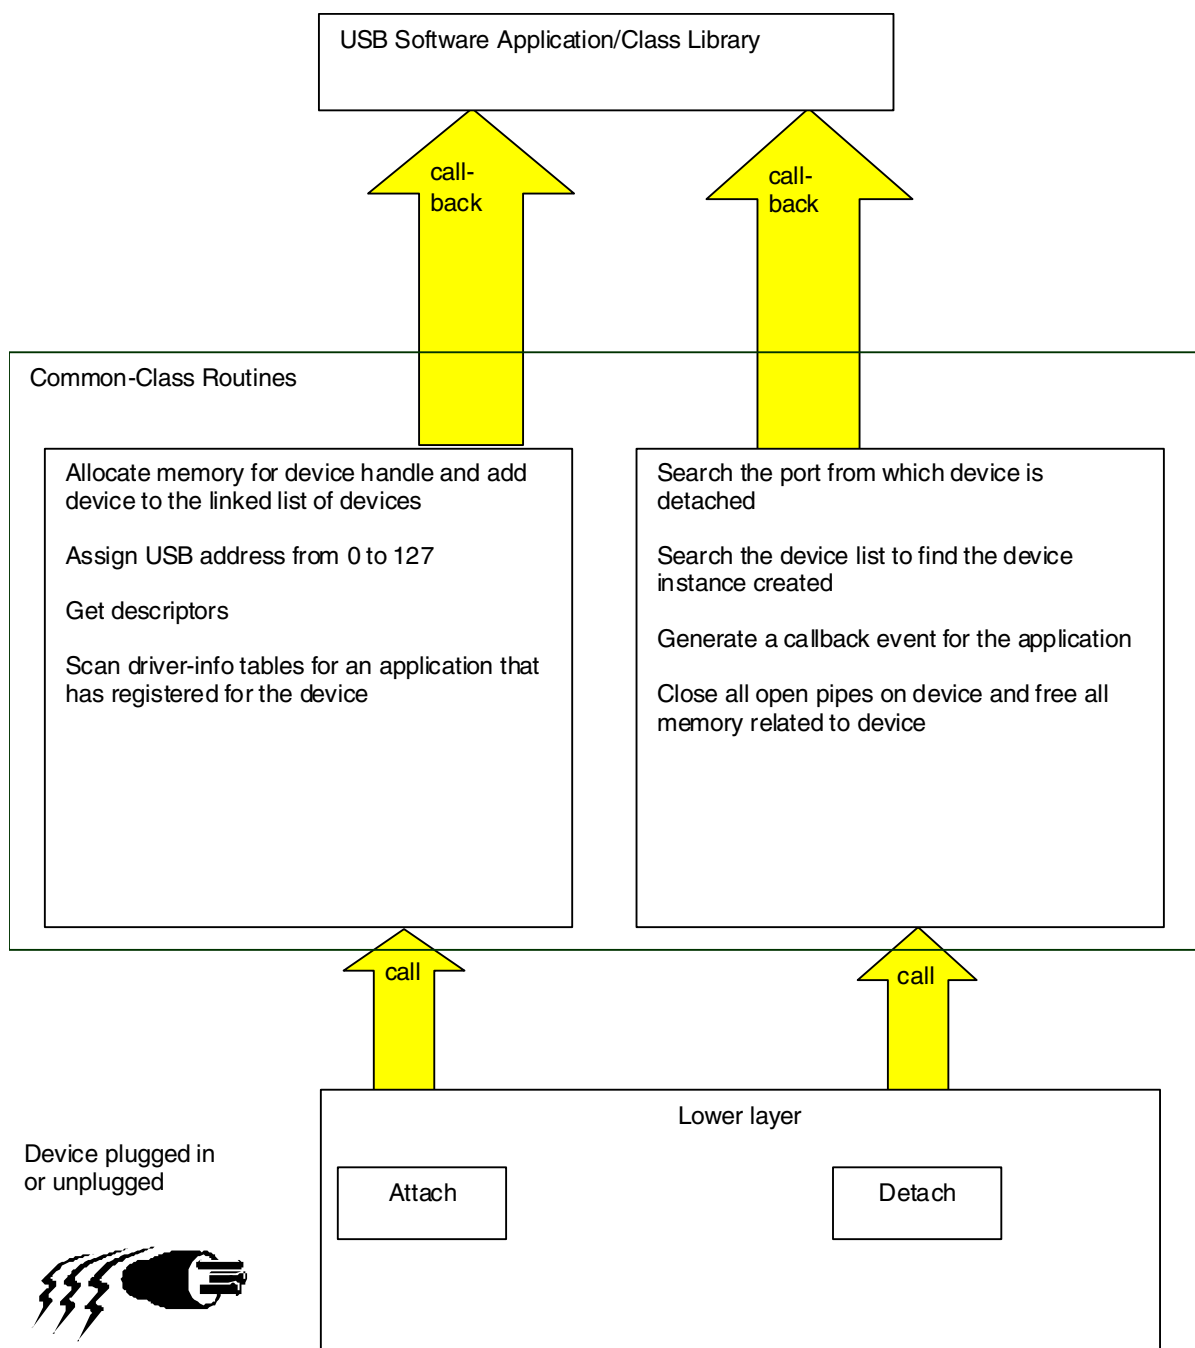 USB Software Application/Class Library
call-
back
call-
back
Common-Class Routines
Allocate memory for device handle and add
device to the linked list of devices
Assign USB address from 0 to 127
Get descriptors
Scan driver-info tables for an application that
has registered for the device
Search the port from which device is
detached
Search the device list to find the device
instance created
Generate a callback event for the application
Close all open pipes on device and free all
memory related to device
call
call
Lower layer
Device plugged in
or unplugged
Attach
Detach